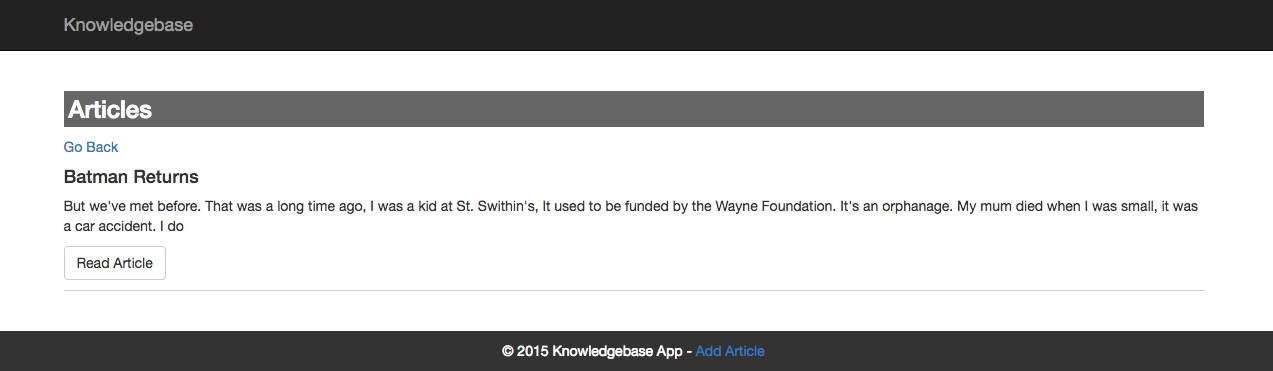 Knowledgebase
Articles
Go Back
Batman Returns
But we've met before. That was a long time ago, I was a kid at St. Swithin's, It used to be funded by the Wayne Foundation. It's an orphanage. My mum died when I was small, it was
a car accident. I do
Read Article
© 2015 Knowledgebase App - Add Article